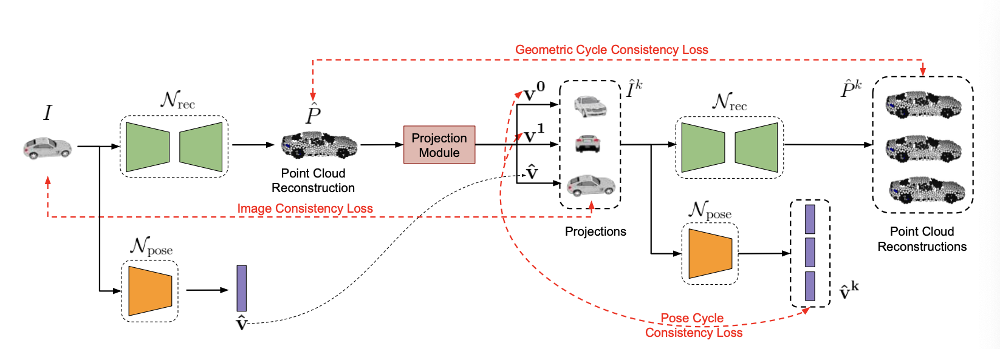 Geometric Cycle Consistency Loss
I
𝒩rec
P̂
v⁰
v¹
v̂
Îᵏ
𝒩rec
P̂ᵏ
Projection
Module
Point Cloud
Reconstruction
Image Consistency Loss
Projections
𝒩pose
Point Cloud
Reconstructions
𝒩pose
v̂
v̂ᵏ
Pose Cycle
Consistency Loss